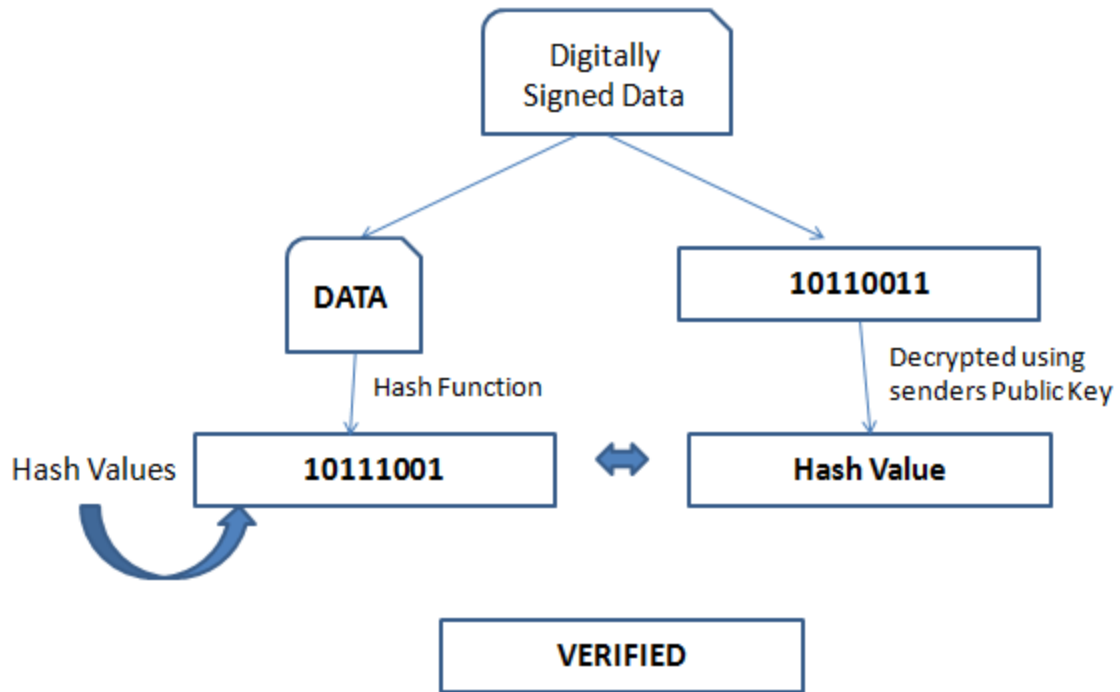 Digitally
Signed Data
DATA
10110011
Hash Function
Decrypted using
senders Public Key
Hash Values
10111001
Hash Value
VERIFIED